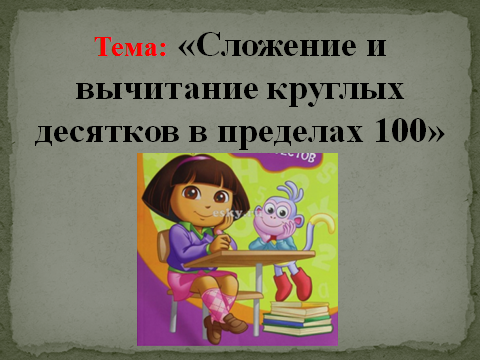 Тема: «Сложение и
вычитание круглых
десятков в пределах 100»